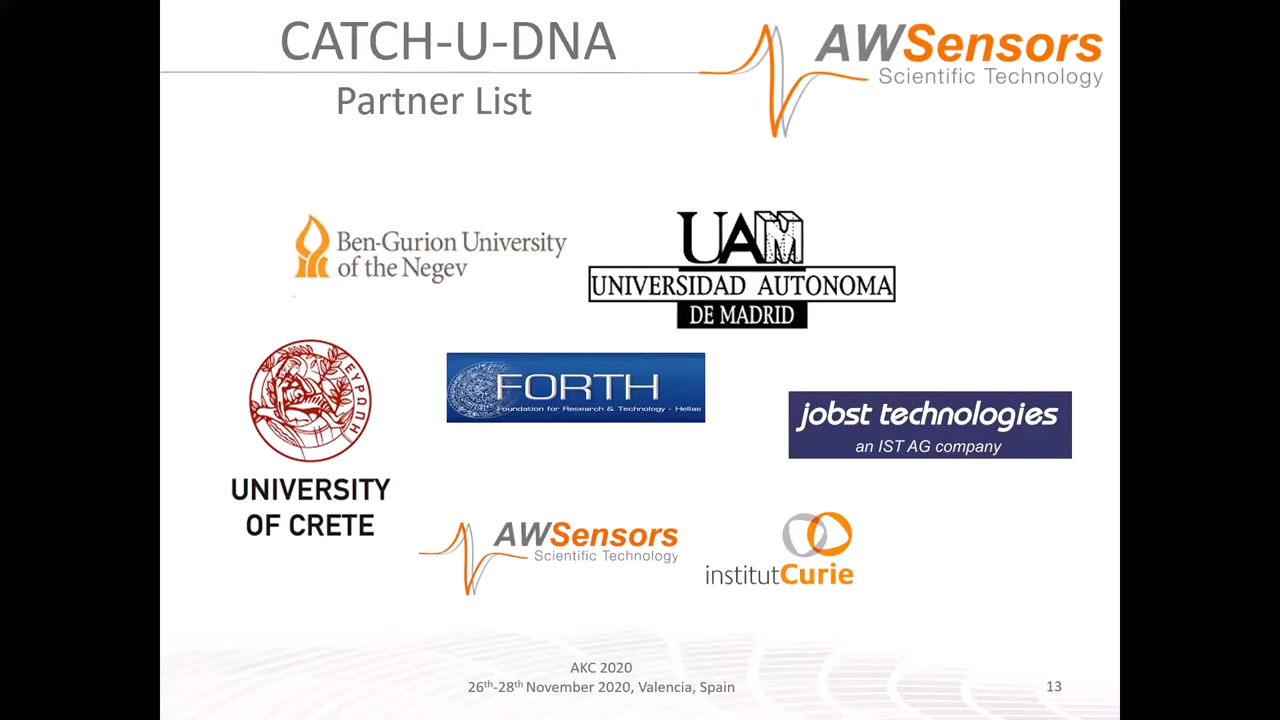 CATCH-U-DNA
Partner List
AWSensors
Scientific Technology
Ben-Gurion University
of the Negev
UAM
UNIVERSIDAD AUTONOMA
DE MADRID
ΕΥΡΩΠΗ
UNIVERSITY
OF CRETE
FORTH
Foundation for Research & Technology - Hellas
jobst technologies
an IST AG company
AWSensors
Scientific Technology
institutCurie
AKC 2020
26th-28th November 2020, Valencia, Spain
13